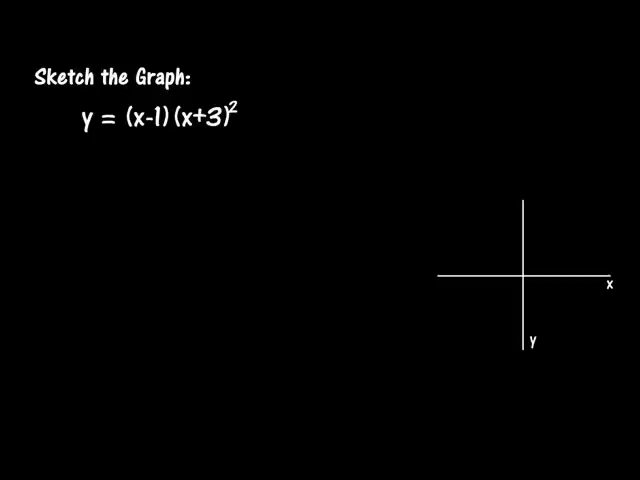 Sketch the Graph:
y = (x-1)(x+3)²
x
y